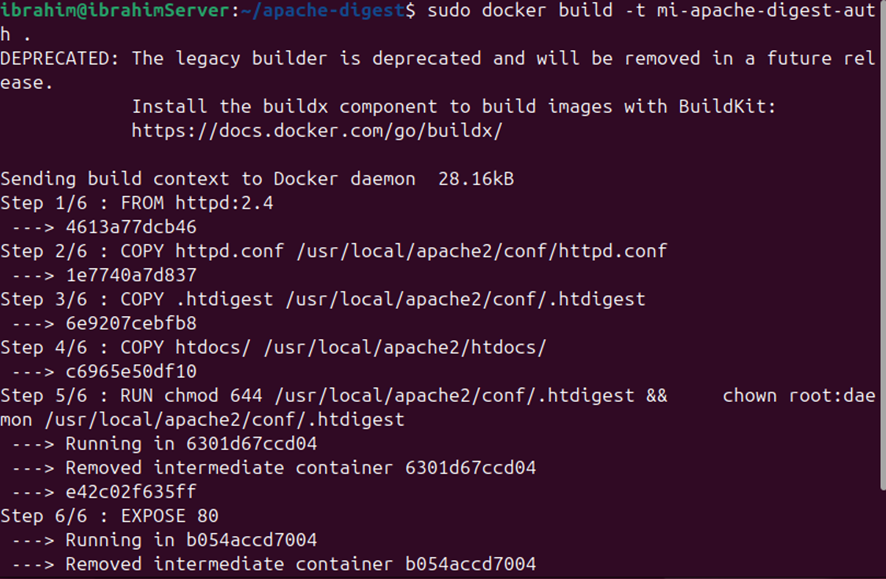 ibrahim@ibrahimServer:~/apache-digest$ sudo docker build -t mi-apache-digest-aut
h .
DEPRECATED: The legacy builder is deprecated and will be removed in a future rel
ease.
            Install the buildx component to build images with BuildKit:
            https://docs.docker.com/go/buildx/

Sending build context to Docker daemon  28.16kB
Step 1/6 : FROM httpd:2.4
 ---> 4613a77dcb46
Step 2/6 : COPY httpd.conf /usr/local/apache2/conf/httpd.conf
 ---> 1e7740a7d837
Step 3/6 : COPY .htdigest /usr/local/apache2/conf/.htdigest
 ---> 6e9207cebfb8
Step 4/6 : COPY htdocs/ /usr/local/apache2/htdocs/
 ---> c6965e50df10
Step 5/6 : RUN chmod 644 /usr/local/apache2/conf/.htdigest &&     chown root:dae
mon /usr/local/apache2/conf/.htdigest
 ---> Running in 6301d67ccd04
 ---> Removed intermediate container 6301d67ccd04
 ---> e42c02f635ff
Step 6/6 : EXPOSE 80
 ---> Running in b054accd7004
 ---> Removed intermediate container b054accd7004